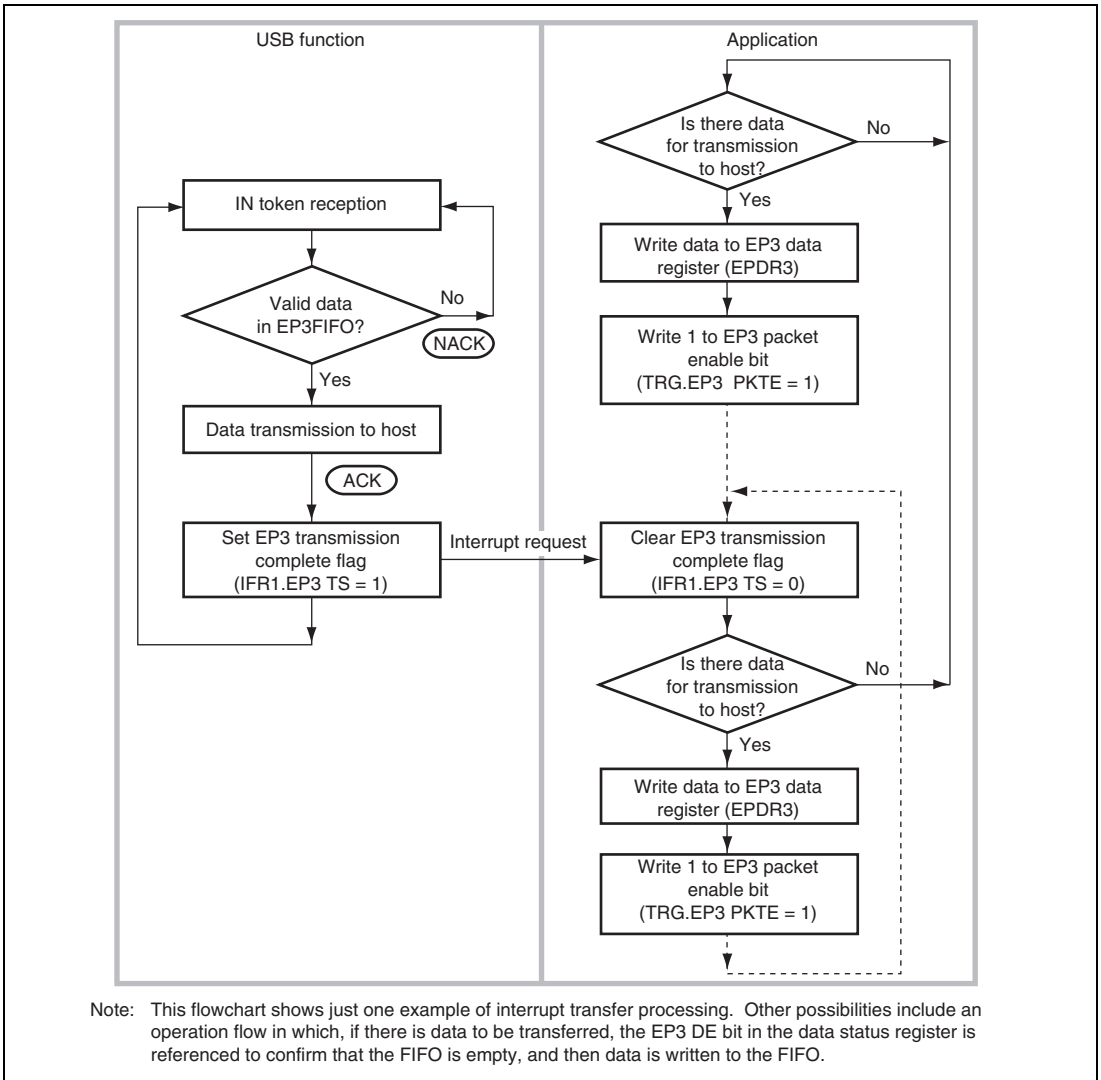 USB function
Application
IN token reception
Valid data
in EP3FIFO?
No
NACK
Yes
Data transmission to host
ACK
Set EP3 transmission
complete flag
(IFR1.EP3 TS = 1)
Interrupt request
Is there data
for transmission
to host?
No
Yes
Write data to EP3 data
register (EPDR3)
Write 1 to EP3 packet
enable bit
(TRG.EP3 PKTE = 1)
Clear EP3 transmission
complete flag
(IFR1.EP3 TS = 0)
Is there data
for transmission
to host?
No
Yes
Write data to EP3 data
register (EPDR3)
Write 1 to EP3 packet
enable bit
(TRG.EP3 PKTE = 1)
Note: This flowchart shows just one example of interrupt transfer processing. Other possibilities include an
operation flow in which, if there is data to be transferred, the EP3 DE bit in the data status register is
referenced to confirm that the FIFO is empty, and then data is written to the FIFO.